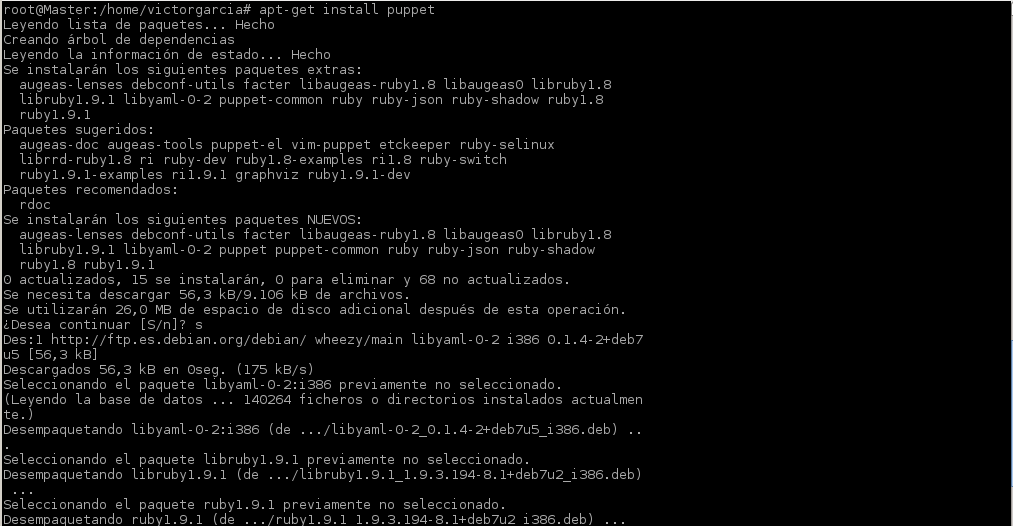 root@Master:/home/victorgarcia# apt-get install puppet
Leyendo lista de paquetes... Hecho
Creando árbol de dependencias
Leyendo la información de estado... Hecho
Se instalarán los siguientes paquetes extras:
  augeas-lenses debconf-utils facter libaugeas-ruby1.8 libaugeas0 libruby1.8
  libruby1.9.1 libyaml-0-2 puppet-common ruby ruby-json ruby-shadow ruby1.8
  ruby1.9.1
Paquetes sugeridos:
  augeas-doc augeas-tools puppet-el vim-puppet etckeeper ruby-selinux
  librrd-ruby1.8 ri ruby-dev ruby1.8-examples ri1.8 ruby-switch
  ruby1.9.1-examples ri1.9.1 graphviz ruby1.9.1-dev
Paquetes recomendados:
  rdoc
Se instalarán los siguientes paquetes NUEVOS:
  augeas-lenses debconf-utils facter libaugeas-ruby1.8 libaugeas0 libruby1.8
  libruby1.9.1 libyaml-0-2 puppet puppet-common ruby ruby-json ruby-shadow
  ruby1.8 ruby1.9.1
0 actualizados, 15 se instalarán, 0 para eliminar y 68 no actualizados.
Se necesita descargar 56,3 kB/9.106 kB de archivos.
Se utilizarán 26,0 MB de espacio de disco adicional después de esta operación.
¿Desea continuar [S/n]? s
Des:1 http://ftp.es.debian.org/debian/ wheezy/main libyaml-0-2 i386 0.1.4-2+deb7
u5 [56,3 kB]
Descargados 56,3 kB en 0seg. (175 kB/s)
Seleccionando el paquete libyaml-0-2:i386 previamente no seleccionado.
(Leyendo la base de datos ... 140264 ficheros o directorios instalados actualmen
te.)
Desempaquetando libyaml-0-2:i386 (de .../libyaml-0-2_0.1.4-2+deb7u5_i386.deb) ..
.
Seleccionando el paquete libruby1.9.1 previamente no seleccionado.
Desempaquetando libruby1.9.1 (de .../libruby1.9.1_1.9.3.194-8.1+deb7u2_i386.deb)
 ...
Seleccionando el paquete ruby1.9.1 previamente no seleccionado.
Desempaquetando ruby1.9.1 (de .../ruby1.9.1_1.9.3.194-8.1+deb7u2_i386.deb) ...